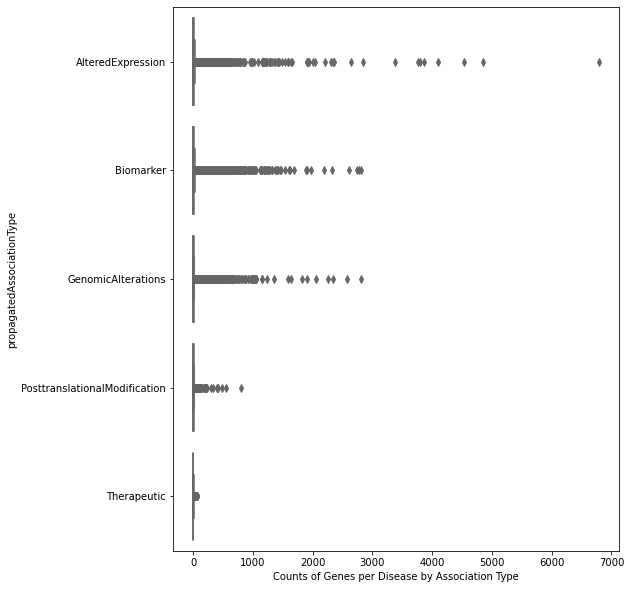 AlteredExpression
Biomarker
GenomicAlterations
PosttranslationalModification
Therapeutic
propagatedAssociationType
0 1000 2000 3000 4000 5000 6000 7000
Counts of Genes per Disease by Association Type